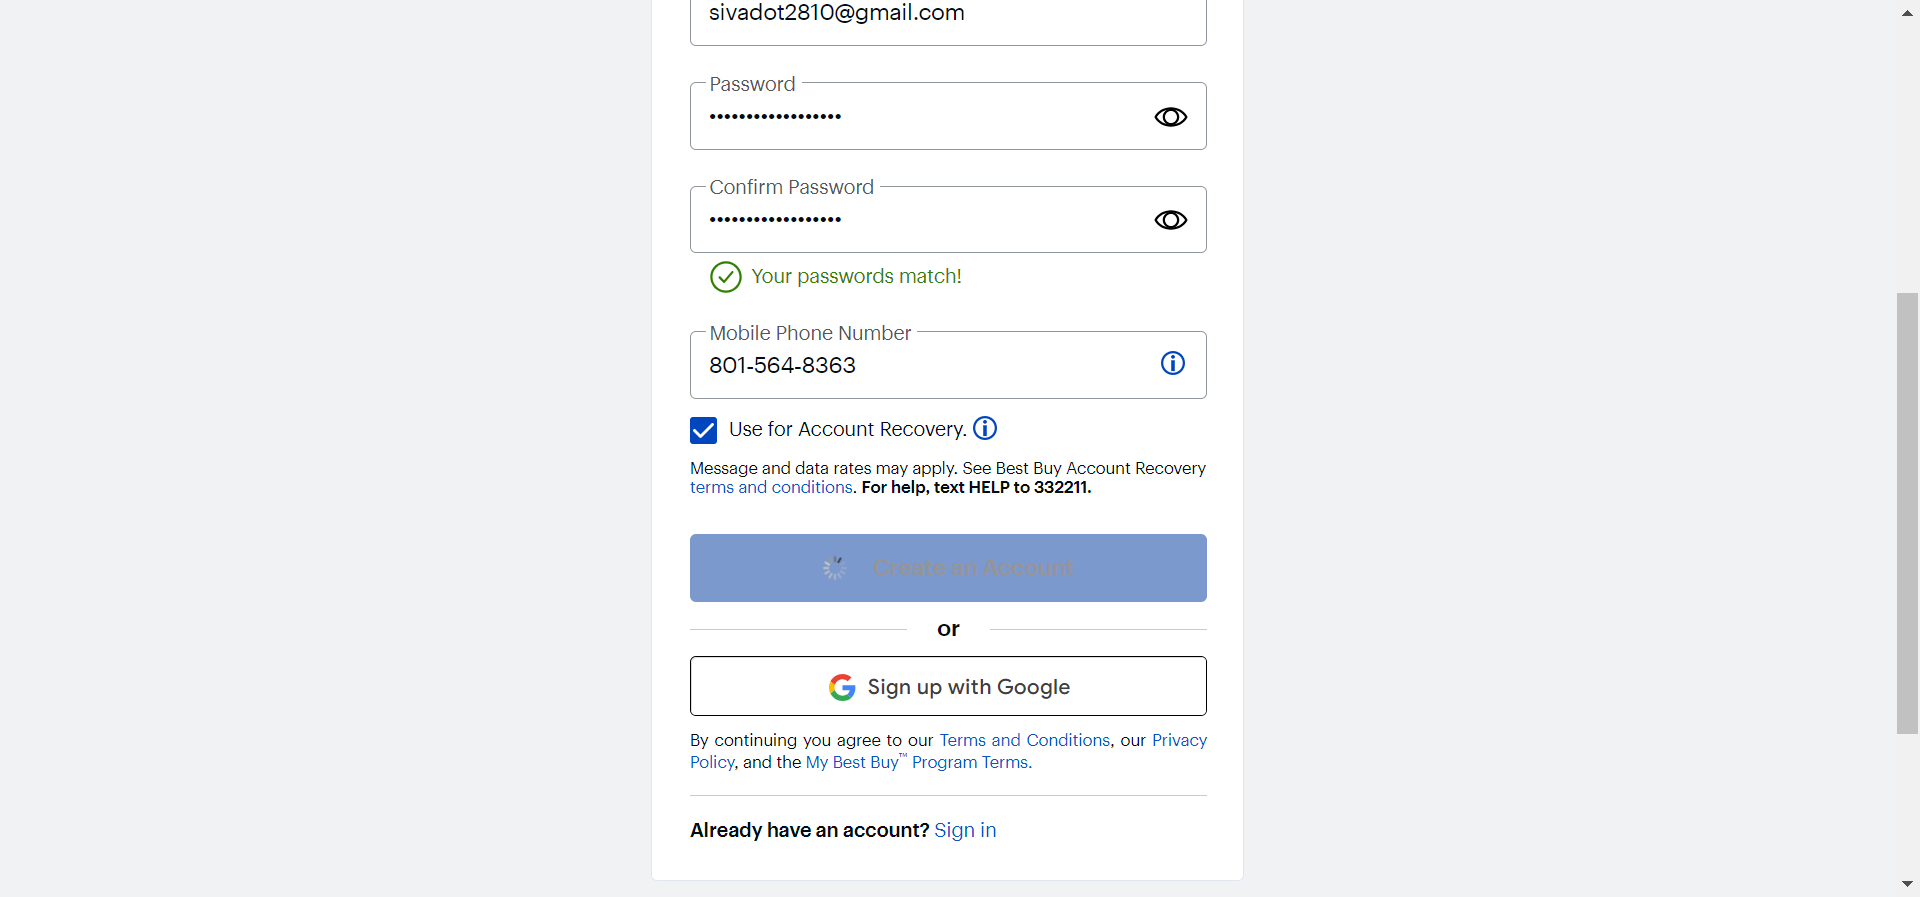 sivadot2810@gmail.com
Password
••••••••••••••••••
Confirm Password
••••••••••••••••••
Your passwords match!
Mobile Phone Number
801-564-8363
Use for Account Recovery.
Message and data rates may apply. See Best Buy Account Recovery
terms and conditions. For help, text HELP to 332211.
Create an Account
or
Sign up with Google
By continuing you agree to our Terms and Conditions, our Privacy
Policy, and the My Best Buy™ Program Terms.
Already have an account? Sign in